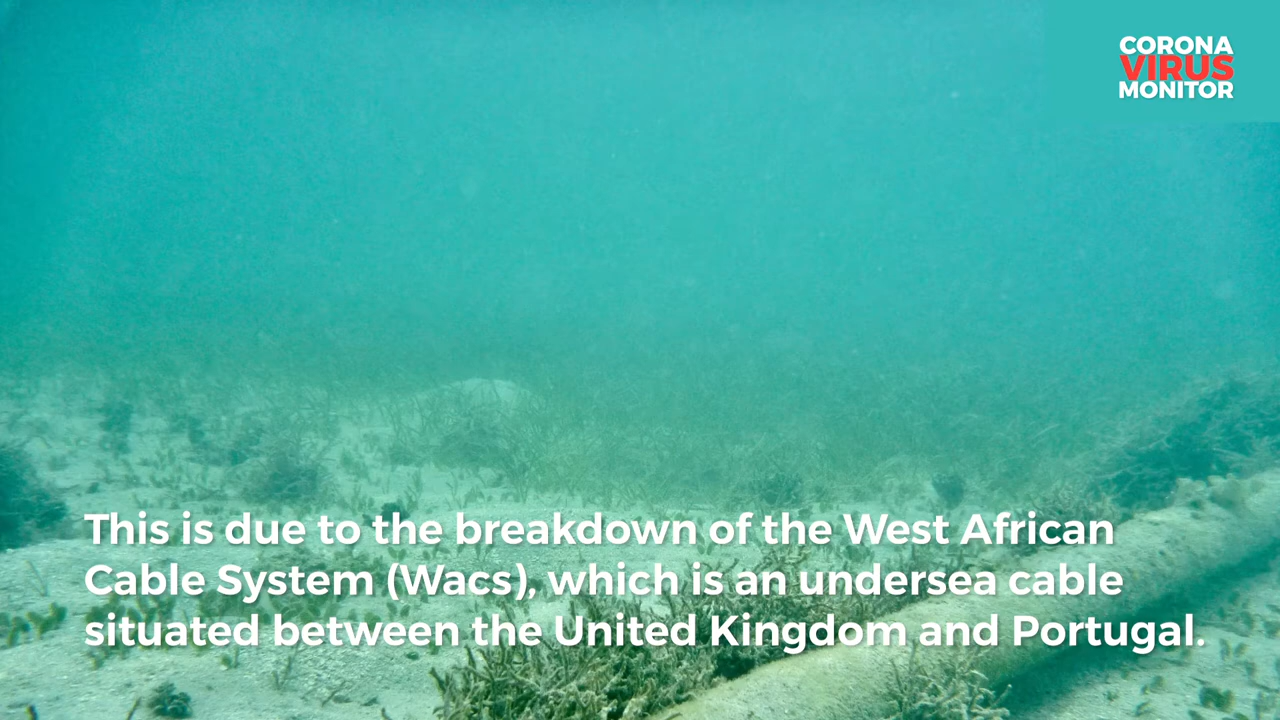 CORONA
VIRUS
MONITOR
This is due to the breakdown of the West African
Cable System (Wacs), which is an undersea cable
situated between the United Kingdom and Portugal.